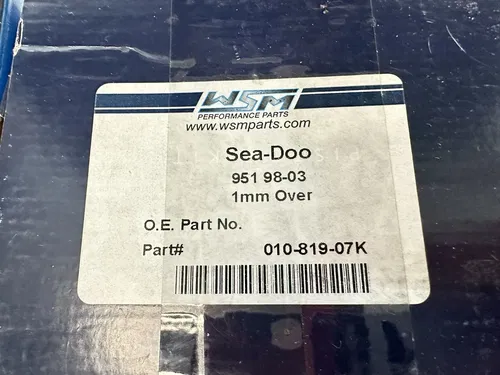 WSM
PERFORMANCE PARTS
www.wsmparts.com
Sea-Doo
951 98-03
1mm Over
O.E. Part No.
Part# 010-819-07K